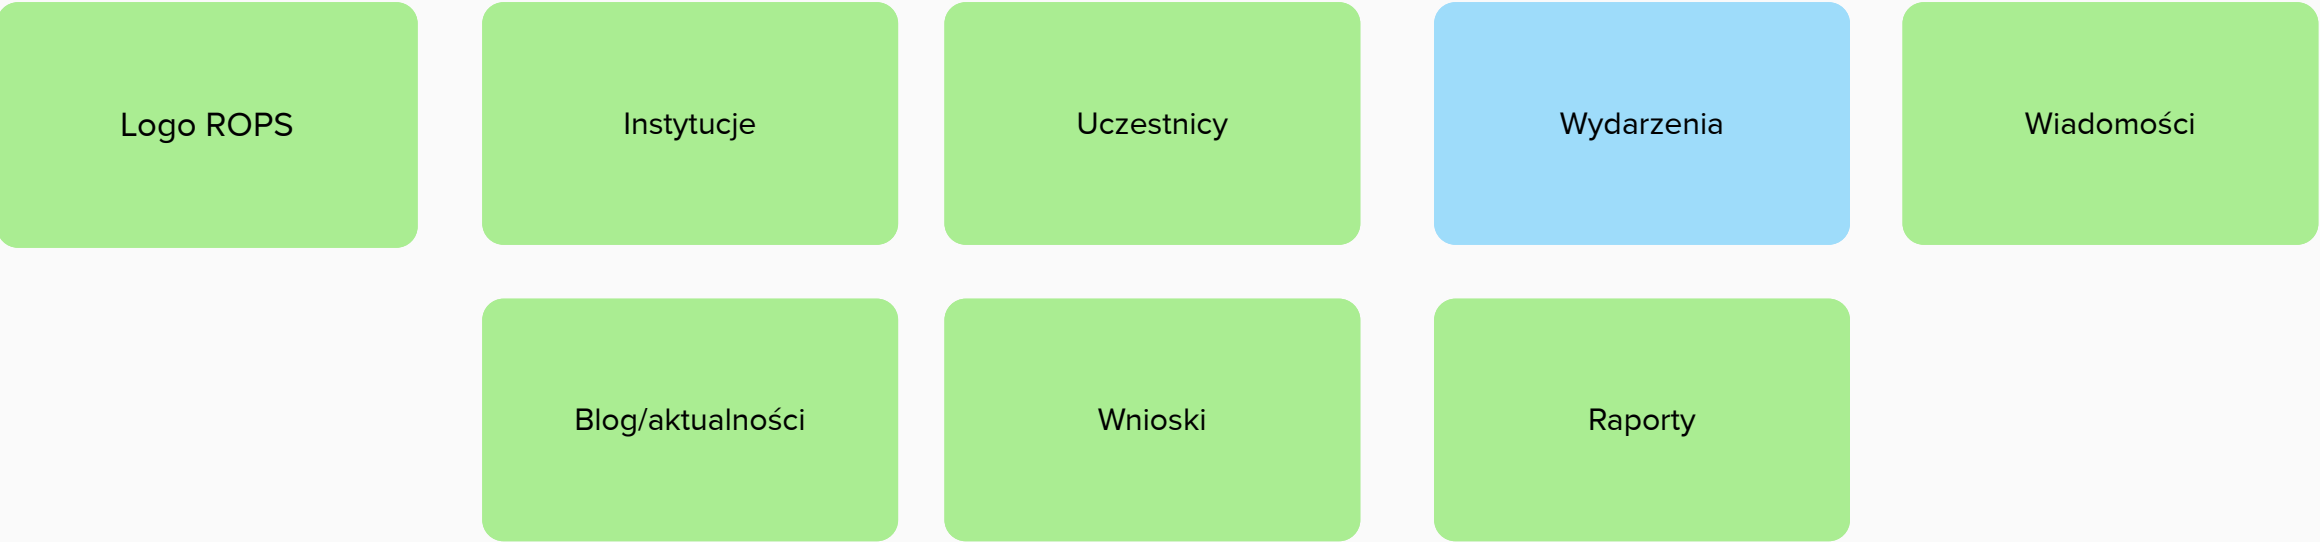 Logo ROPS
Instytucje
Uczestnicy
Wydarzenia
Wiadomości
Blog/aktualności
Wnioski
Raporty